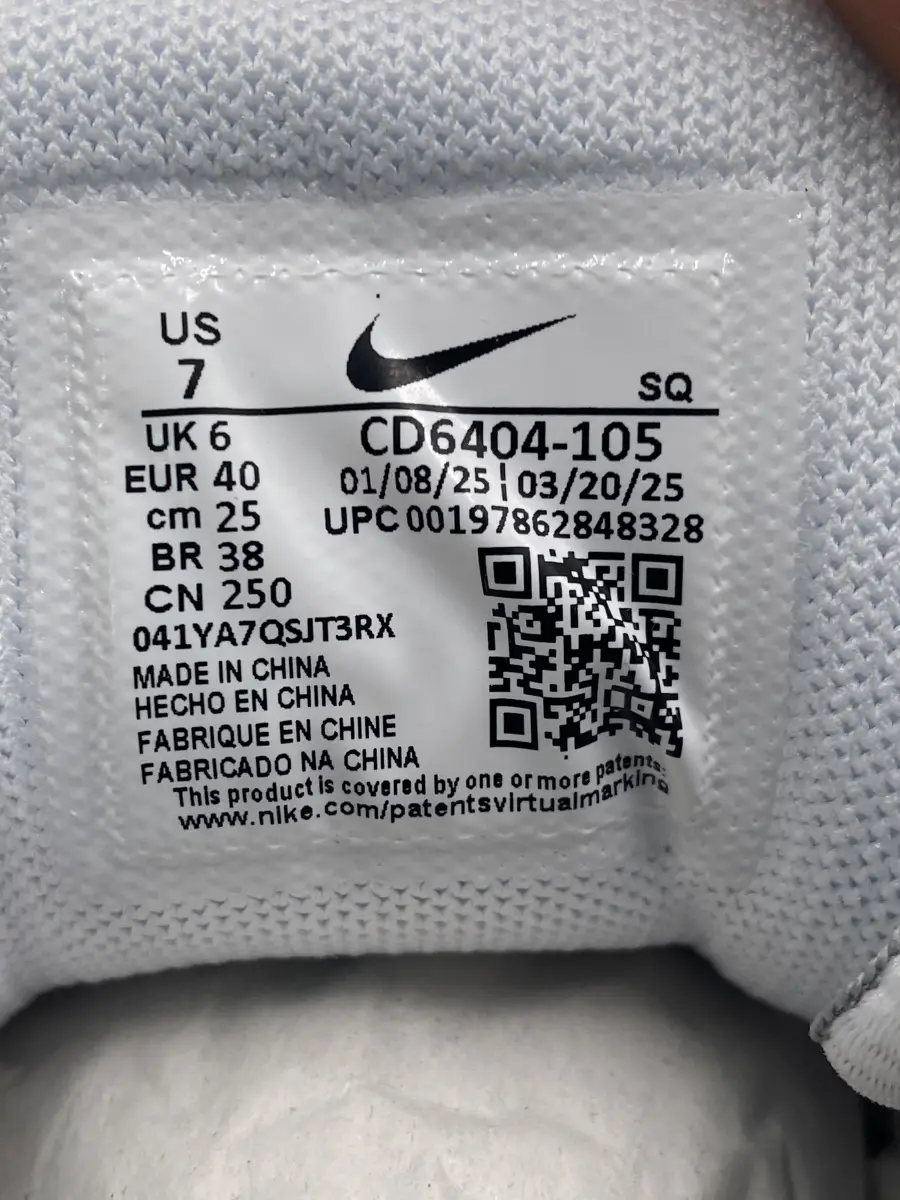 US
7
SQ
UK 6
CD6404-105
EUR 40
01/08/25 | 03/20/25
cm 25
UPC 00197862848328
BR 38
CN 250
041YA7QSJT3RX
MADE IN CHINA
HECHO EN CHINA
FABRIQUE EN CHINE
FABRICADO NA CHINA
This product is covered by one or more patents:
www.nike.com/patentsvirtualmarking